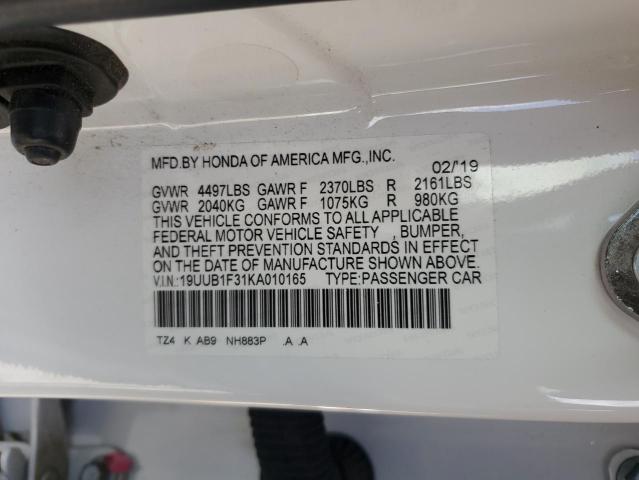 MFD.BY HONDA OF AMERICA MFG.,INC. 02/'19
GVWR 4497LBS GAWR F 2370LBS R 2161LBS
GVWR 2040KG GAWR F 1075KG R 980KG
THIS VEHICLE CONFORMS TO ALL APPLICABLE
FEDERAL MOTOR VEHICLE SAFETY , BUMPER,
AND THEFT PREVENTION STANDARDS IN EFFECT
ON THE DATE OF MANUFACTURE SHOWN ABOVE.
V.I.N.:19UUB1F31KA010165 TYPE:PASSENGER CAR
TZ4 K AB9 NH883P .A .A